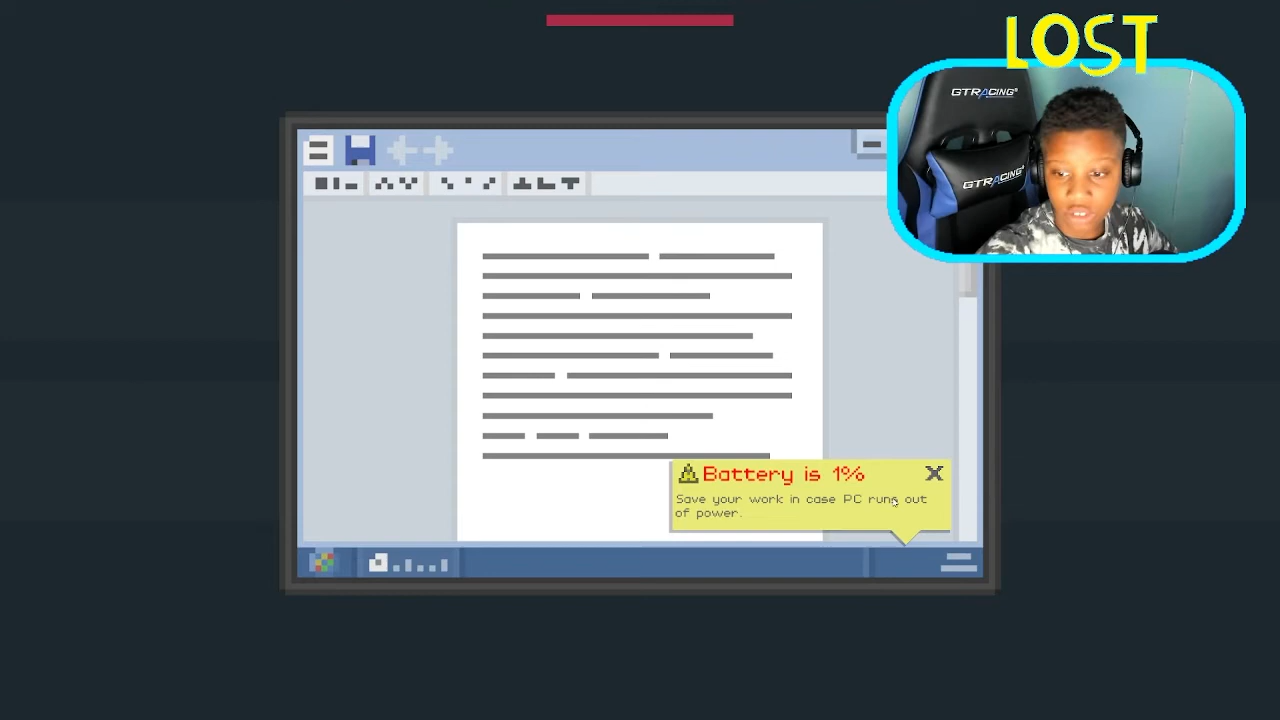 LOST
GTRACING
GTRACING
Battery is 1%
Save your work in case PC runs out
of power.